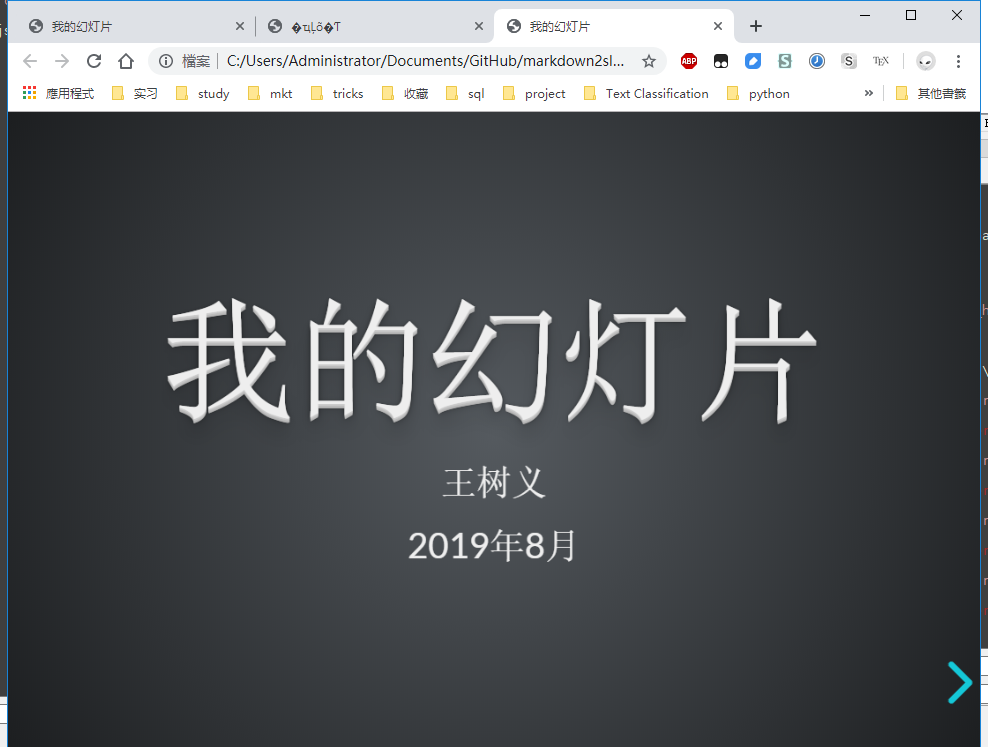 我的幻灯片
�ҵĻõ�Ƭ
我的幻灯片
檔案 C:/Users/Administrator/Documents/GitHub/markdown2sl...
ABP
S
S
TEX
應用程式 实习 study mkt tricks 收藏 sql project Text Classification python » 其他書籤
我的幻灯片
王树义
2019年8月